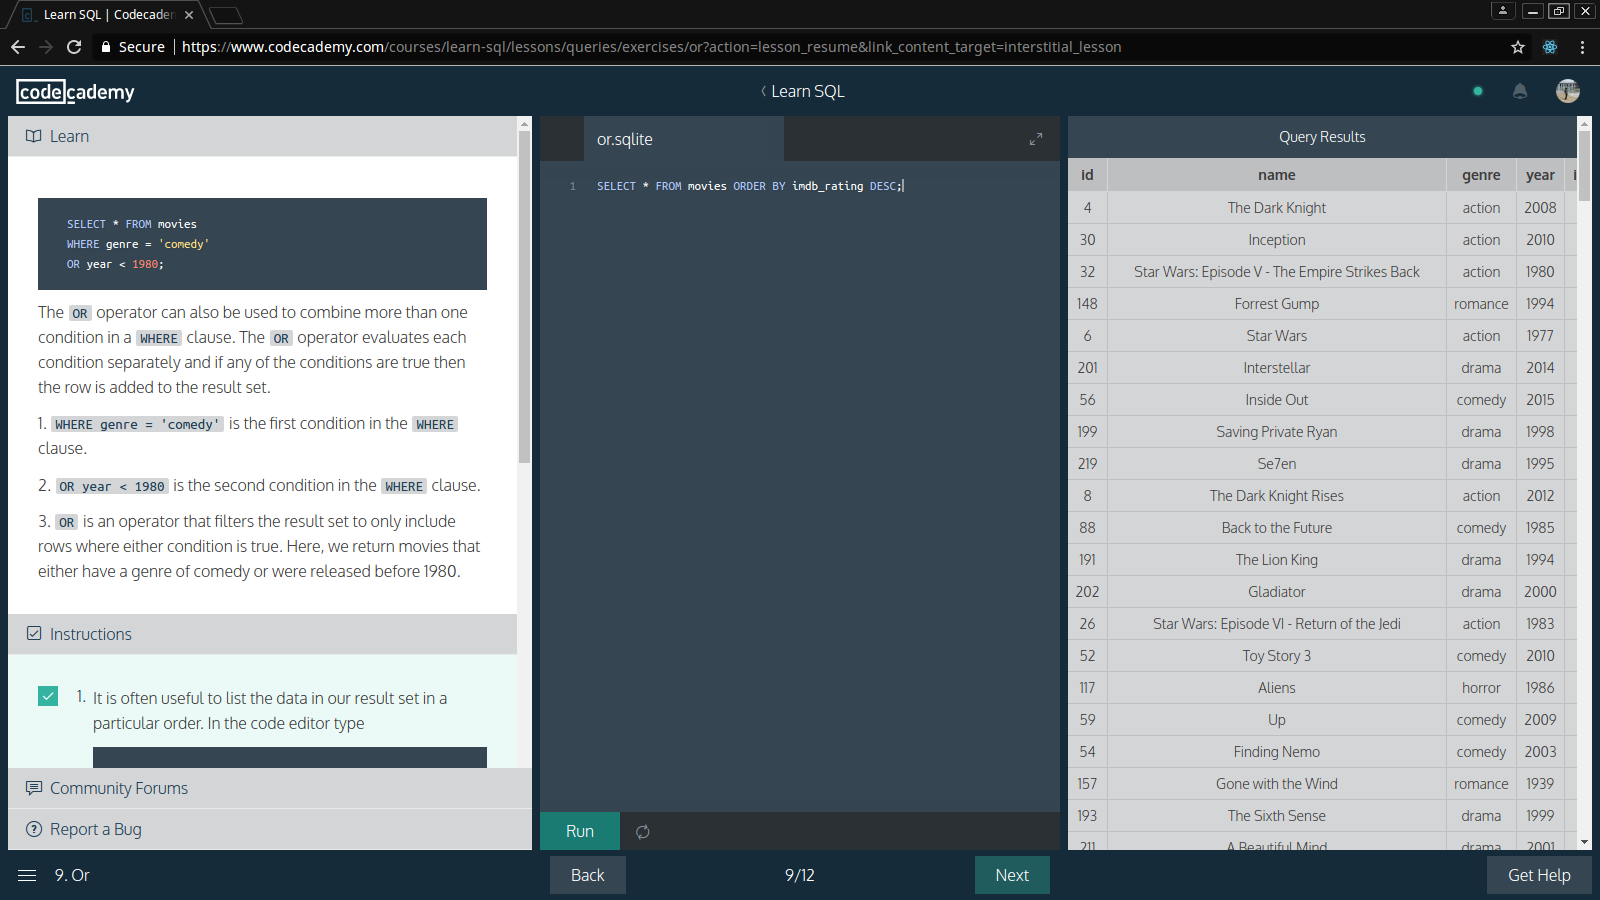 Learn SQL | Codecader
Secure
https://www.codecademy.com/courses/learn-sql/lessons/queries/exercises/or?action=lesson_resume&link_content_target=interstitial_lesson
codecademy
Learn SQL
Learn
SELECT * FROM movies
WHERE genre = 'comedy'
OR year < 1980;
The OR operator can also be used to combine more than one
condition in a WHERE clause. The OR operator evaluates each
condition separately and if any of the conditions are true then
the row is added to the result set.
1. WHERE genre = 'comedy' is the first condition in the WHERE
clause.
2. OR year < 1980 is the second condition in the WHERE clause.
3. OR is an operator that filters the result set to only include
rows where either condition is true. Here, we return movies that
either have a genre of comedy or were released before 1980.
Instructions
1. It is often useful to list the data in our result set in a
particular order. In the code editor type
Community Forums
Report a Bug
or.sqlite
1 SELECT * FROM movies ORDER BY imdb_rating DESC;
Run
Query Results
id name genre year i
4 The Dark Knight action 2008
30 Inception action 2010
32 Star Wars: Episode V - The Empire Strikes Back action 1980
148 Forrest Gump romance 1994
6 Star Wars action 1977
201 Interstellar drama 2014
56 Inside Out comedy 2015
199 Saving Private Ryan drama 1998
219 Se7en drama 1995
8 The Dark Knight Rises action 2012
88 Back to the Future comedy 1985
191 The Lion King drama 1994
202 Gladiator drama 2000
26 Star Wars: Episode VI - Return of the Jedi action 1983
52 Toy Story 3 comedy 2010
117 Aliens horror 1986
59 Up comedy 2009
54 Finding Nemo comedy 2003
157 Gone with the Wind romance 1939
193 The Sixth Sense drama 1999
211 A Beautiful Mind drama 2001
9. Or
Back
9/12
Next
Get Help